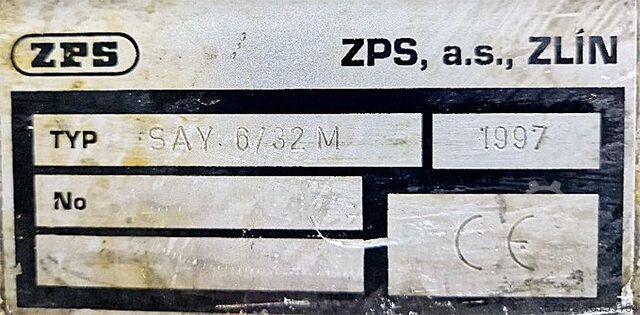 ZPS ZPS, a.s., ZLÍN
TYP SAY 6/32 M 1997
No
CE